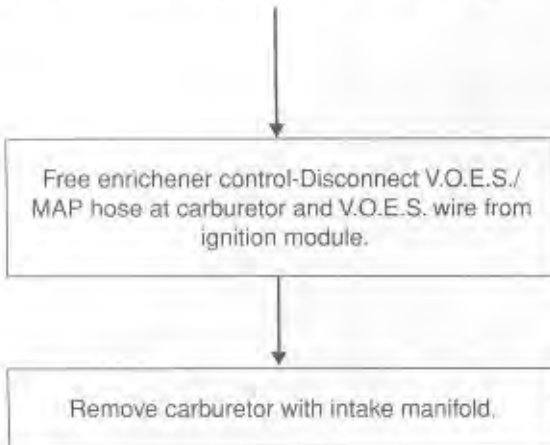 Free enrichener control-Disconnect V.O.E.S./
MAP hose at carburetor and V.O.E.S. wire from
ignition module.
Remove carburetor with intake manifold.